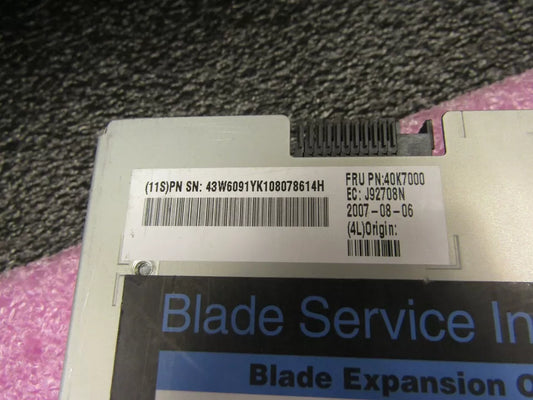 (11S)PN SN: 43W6091YK108078614H
FRU PN:40K7000
EC: J92708N
2007-08-06
(4L)Origin:
Blade Service In
Blade Expansion